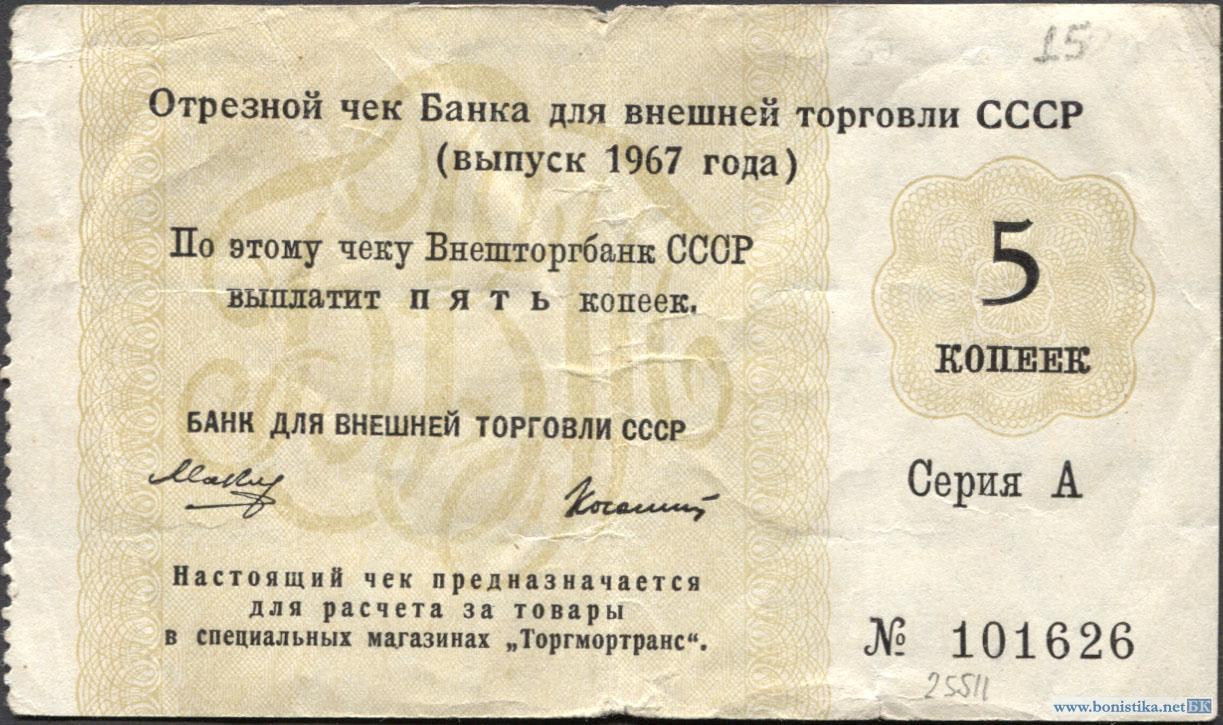 15
Отрезной чек Банка для внешней торговли СССР
(выпуск 1967 года)
По этому чеку Внешторгбанк СССР
выплатит пять копеек.
5
КОПЕЕК
БАНК ДЛЯ ВНЕШНЕЙ ТОРГОВЛИ СССР
Серия А
Настоящий чек предназначается
для расчета за товары
в специальных магазинах „Торгмортранс“.
№ 101626
25511
www.bonistika.net БК